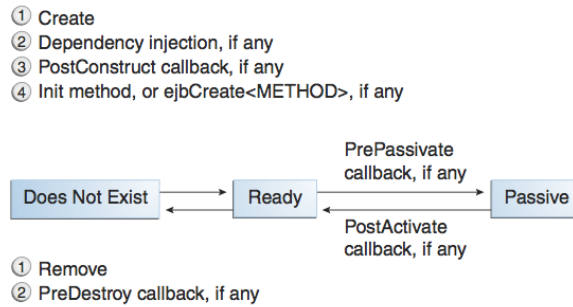 1 Create
2 Dependency injection, if any
3 PostConstruct callback, if any
4 Init method, or ejbCreate<METHOD>, if any
PrePassivate
callback, if any
Does Not Exist
Ready
Passive
PostActivate
callback, if any
1 Remove
2 PreDestroy callback, if any